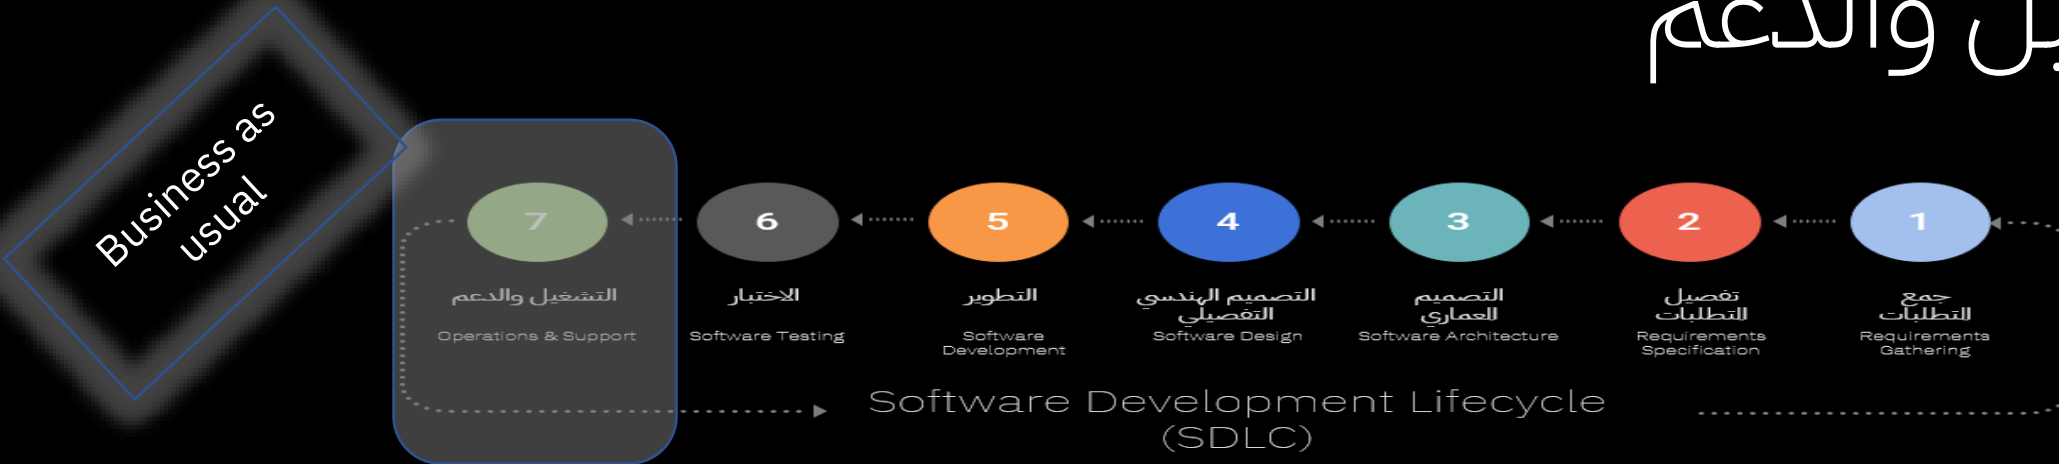 والدعم
Business as
usual
1
2
3
4
5
6
7
جمع
المتطلبات
Requirements
Gathering
تفصيل
المتطلبات
Requirements
Specification
التصميم
المعماري
Software Architecture
التصميم الهندسي
التفصيلي
Software Design
التطوير
Software
Development
الاختبار
Software Testing
التشغيل والدعم
Operations & Support
Software Development Lifecycle
(SDLC)